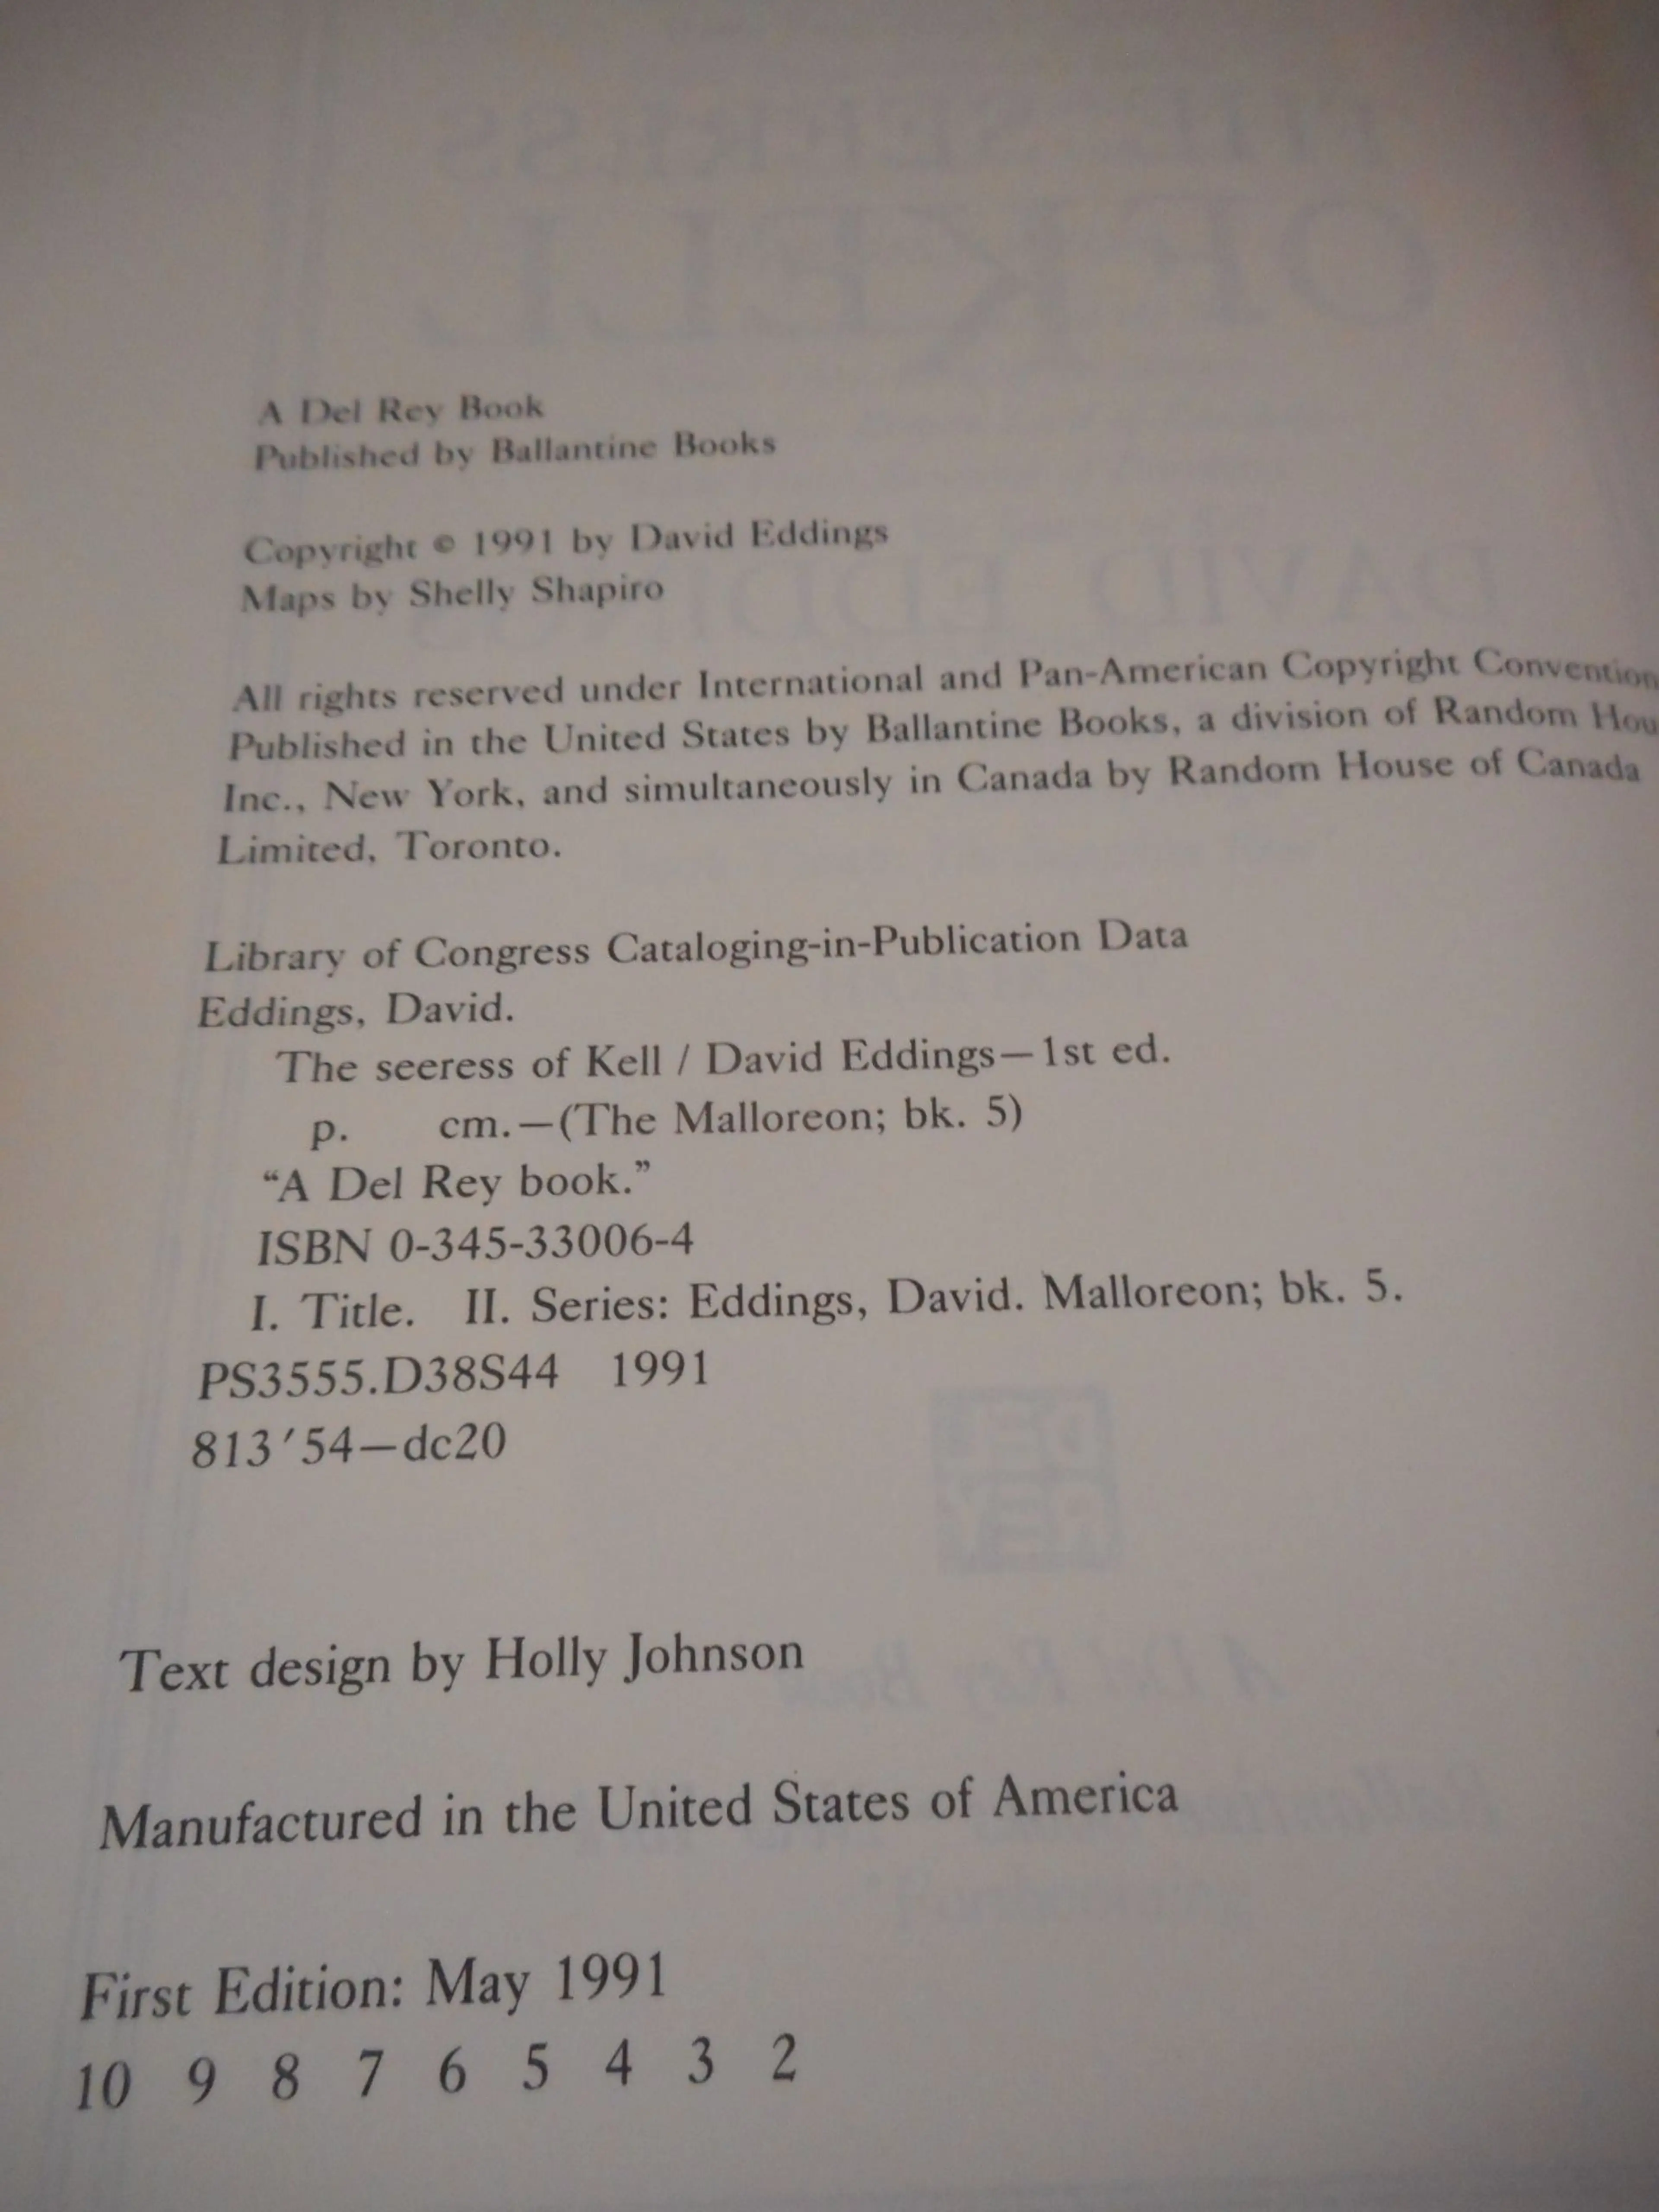 A Del Rey Book
Published by Ballantine Books
Copyright © 1991 by David Eddings
Maps by Shelly Shapiro
All rights reserved under International and Pan-American Copyright Convention
Published in the United States by Ballantine Books, a division of Random Hou
Inc., New York, and simultaneously in Canada by Random House of Canada
Limited, Toronto.
Library of Congress Cataloging-in-Publication Data
Eddings, David.
The seeress of Kell / David Eddings—1st ed.
p. cm.—(The Malloreon; bk. 5)
“A Del Rey book.”
ISBN 0-345-33006-4
I. Title. II. Series: Eddings, David. Malloreon; bk. 5.
PS3555.D38S44 1991
813′54—dc20
Text design by Holly Johnson
Manufactured in the United States of America
First Edition: May 1991
10 9 8 7 6 5 4 3 2